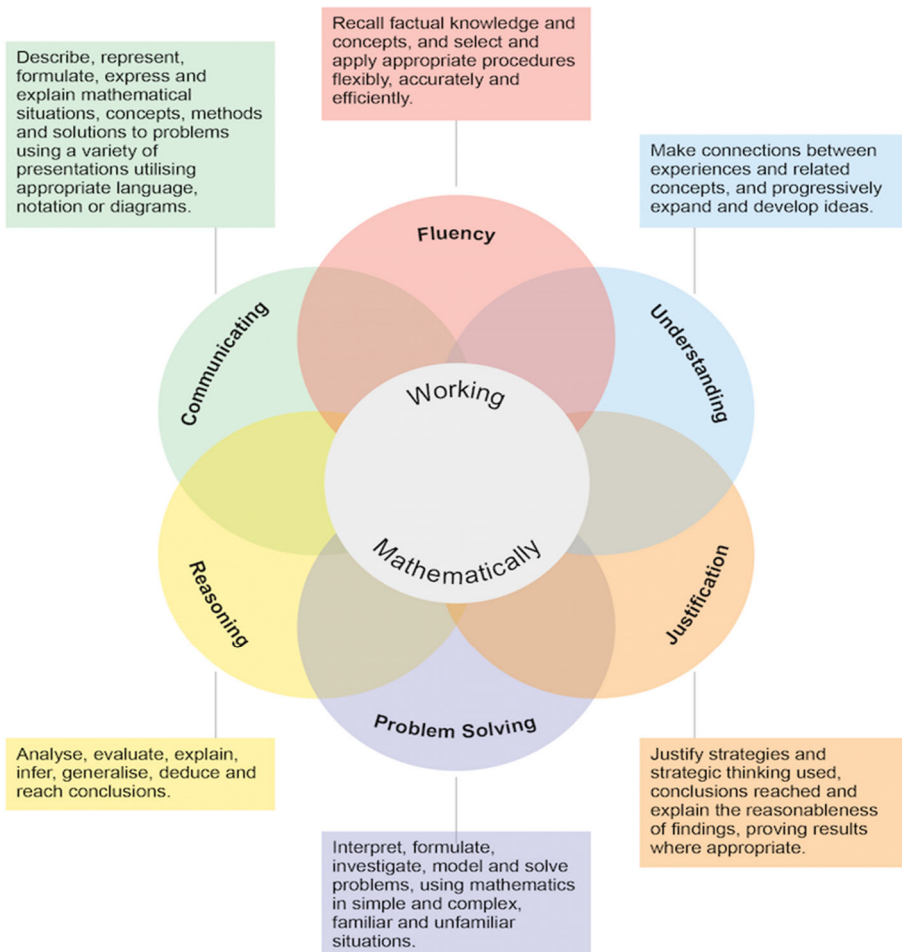 Recall factual knowledge and
concepts, and select and
apply appropriate procedures
flexibly, accurately and
efficiently.
Describe, represent,
formulate, express and
explain mathematical
situations, concepts, methods
and solutions to problems
using a variety of
presentations utilising
appropriate language,
notation or diagrams.
Make connections between
experiences and related
concepts, and progressively
expand and develop ideas.
Fluency
Communicating
Understanding
Working
Mathematically
Reasoning
Justification
Problem Solving
Analyse, evaluate, explain,
infer, generalise, deduce and
reach conclusions.
Justify strategies and
strategic thinking used,
conclusions reached and
explain the reasonableness
of findings, proving results
where appropriate.
Interpret, formulate,
investigate, model and solve
problems, using mathematics
in simple and complex,
familiar and unfamiliar
situations.